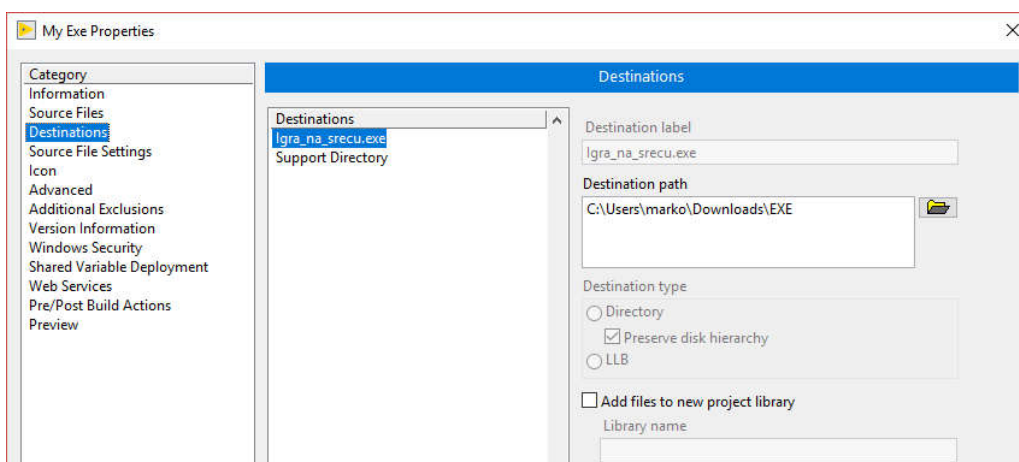 My Exe Properties
Category
Information
Source Files
Destinations
Source File Settings
Icon
Advanced
Additional Exclusions
Version Information
Windows Security
Shared Variable Deployment
Web Services
Pre/Post Build Actions
Preview
Destinations
Destinations
Igra_na_srecu.exe
Support Directory
Destination label
Igra_na_srecu.exe
Destination path
C:\Users\marko\Downloads\EXE
Destination type
Directory
Preserve disk hierarchy
LLB
Add files to new project library
Library name